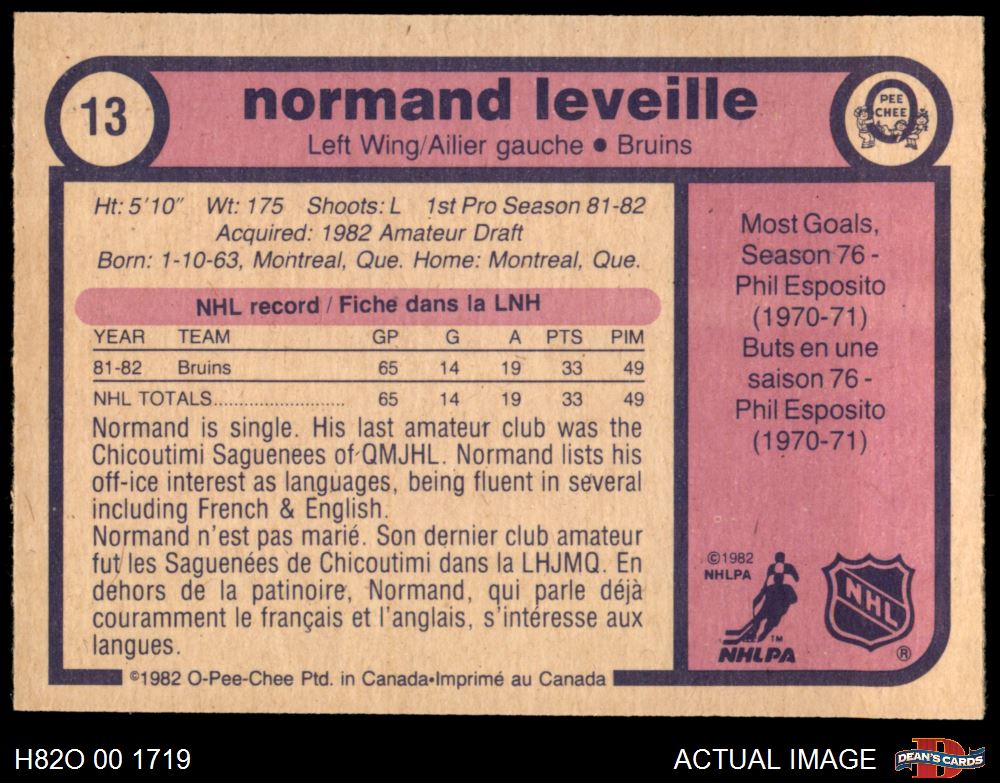 13
normand leveille
Left Wing/Ailier gauche • Bruins
PEE
CHEE
Ht: 5'10" Wt: 175 Shoots: L 1st Pro Season 81-82
Acquired: 1982 Amateur Draft
Born: 1-10-63, Montreal, Que. Home: Montreal, Que.
NHL record / Fiche dans la LNH
YEAR TEAM GP G A PTS PIM
81-82 Bruins 65 14 19 33 49
NHL TOTALS...................... 65 14 19 33 49
Normand is single. His last amateur club was the
Chicoutimi Saguenees of QMJHL. Normand lists his
off-ice interest as languages, being fluent in several
including French & English.
Normand n'est pas marié. Son dernier club amateur
fut les Saguenées de Chicoutimi dans la LHJMQ. En
dehors de la patinoire, Normand, qui parle déjà
couramment le français et l'anglais, s'intéresse aux
langues.
©1982 O-Pee-Chee Ptd. in Canada•Imprimé au Canada
Most Goals,
Season 76 -
Phil Esposito
(1970-71)
Buts en une
saison 76 -
Phil Esposito
(1970-71)
©1982
NHLPA
TM
NHLPA
NHL
®
H82O 00 1719
ACTUAL IMAGE
D
DEAN'S CARDS